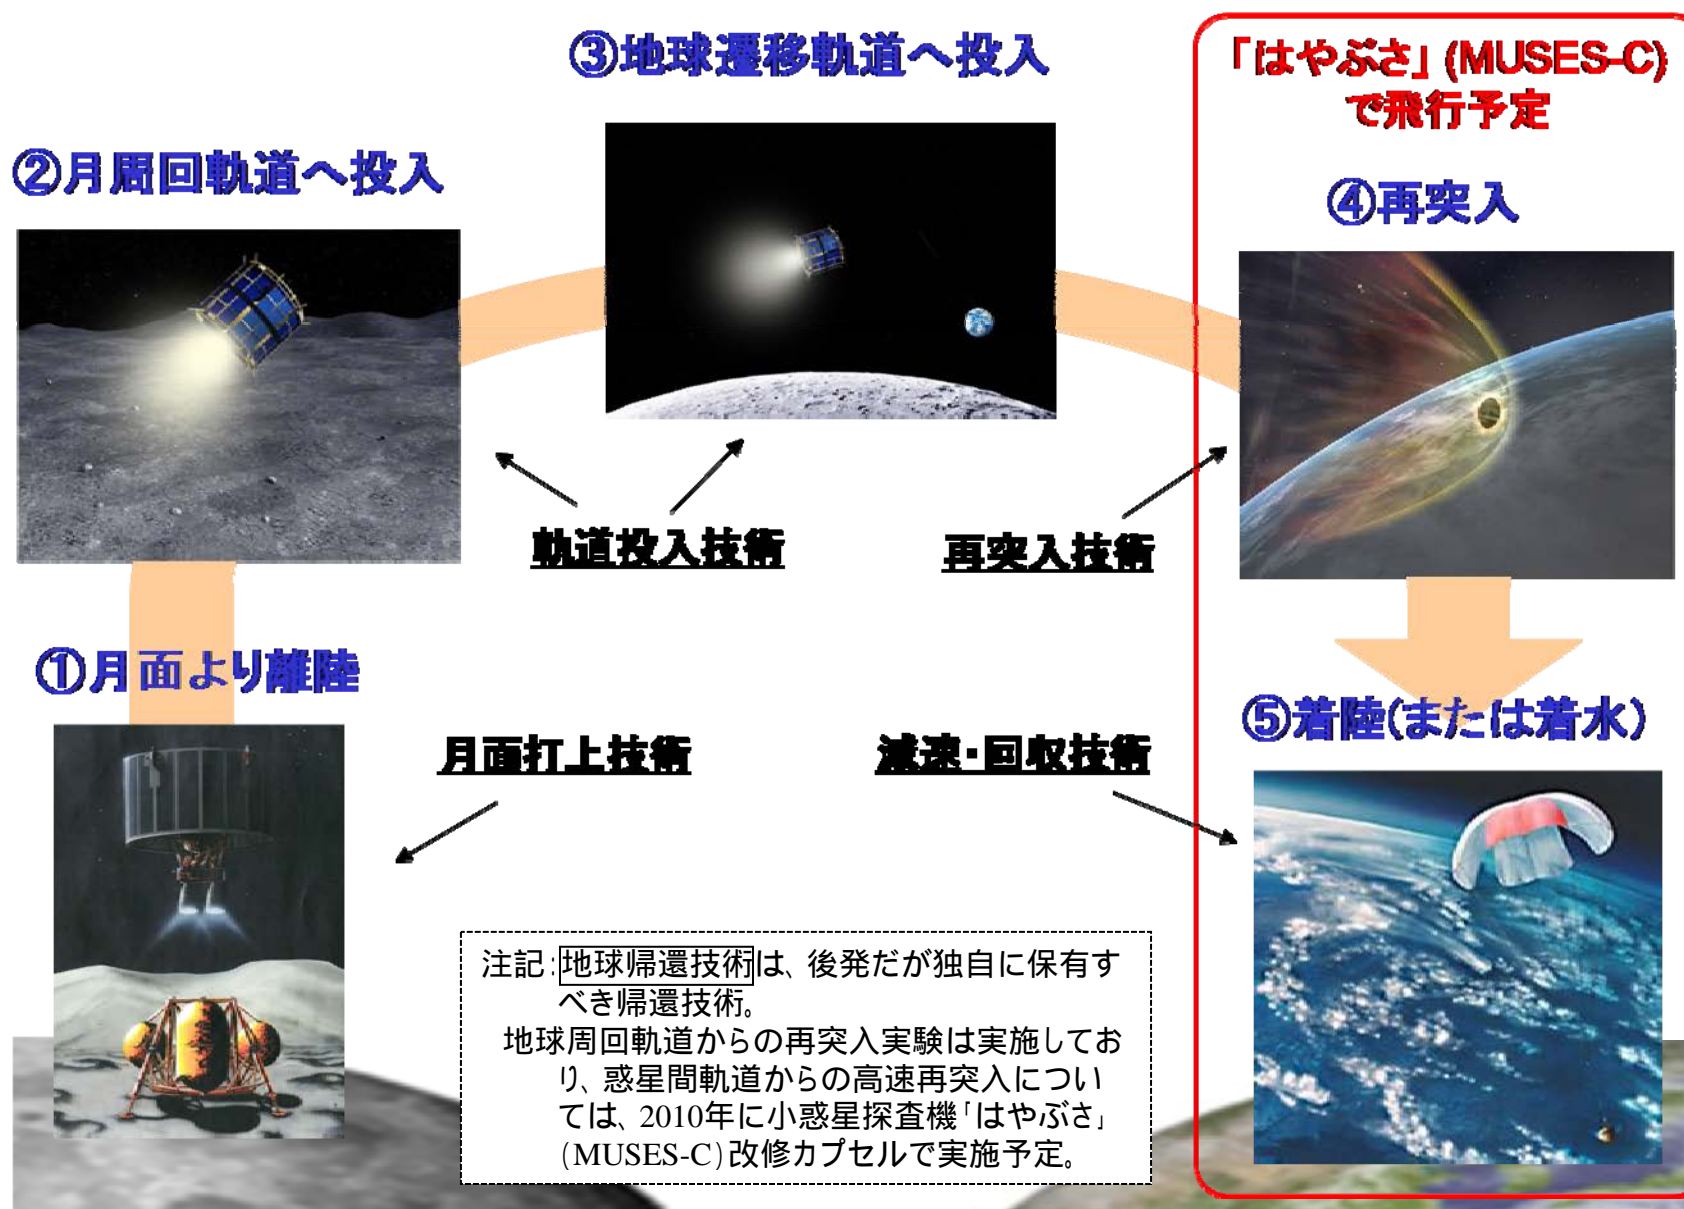 ③地球遷移軌道へ投入
「はやぶさ」(MUSES-C)
で飛行予定
②月周回軌道へ投入
④再突入
軌道投入技術
再突入技術
①月面より離陸
⑤着陸(または着水)
月面打上技術
減速・回収技術
注記:地球帰還技術は、後発だが独自に保有す
べき帰還技術。
地球周回軌道からの再突入実験は実施してお
り、惑星間軌道からの高速再突入につい
ては、2010年に小惑星探査機「はやぶさ」
(MUSES-C)改修カプセルで実施予定。